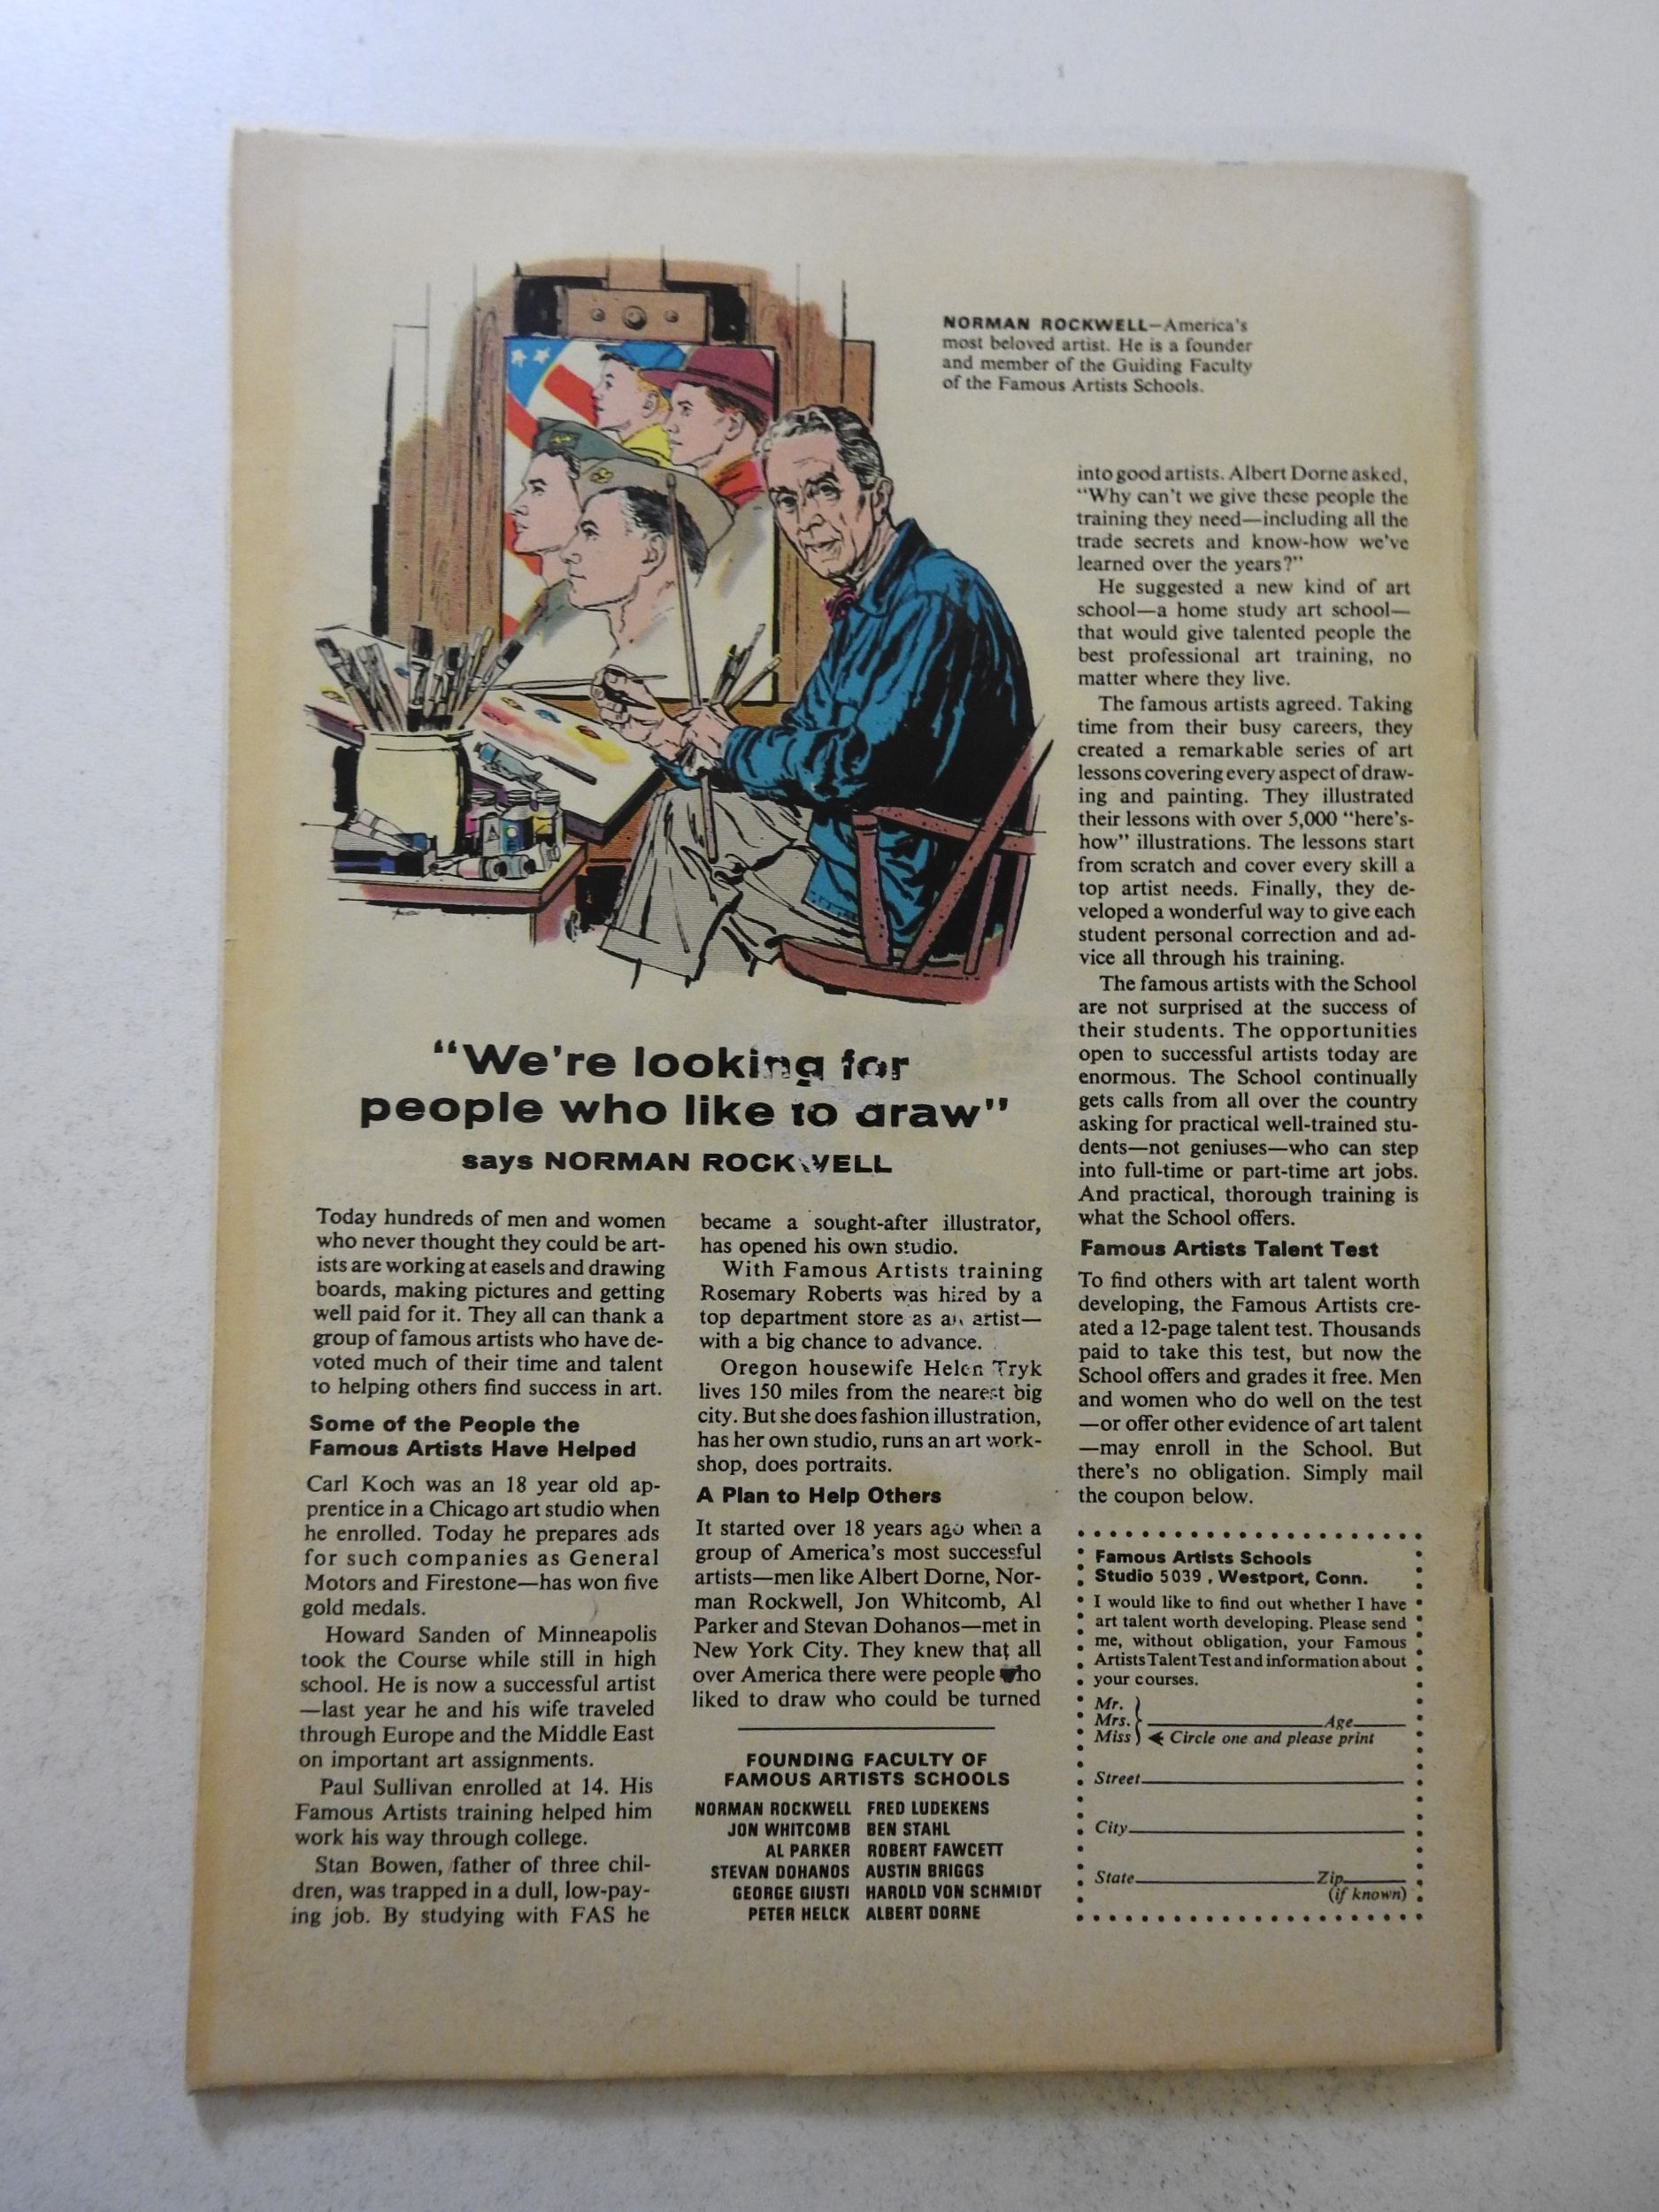 NORMAN ROCKWELL—America's
most beloved artist. He is a founder
and member of the Guiding Faculty
of the Famous Artists Schools.
"We're looking for
people who like to draw"
says NORMAN ROCKWELL
Today hundreds of men and women
who never thought they could be art-
ists are working at easels and drawing
boards, making pictures and getting
well paid for it. They all can thank a
group of famous artists who have de-
voted much of their time and talent
to helping others find success in art.
Some of the People the
Famous Artists Have Helped
Carl Koch was an 18 year old ap-
prentice in a Chicago art studio when
he enrolled. Today he prepares ads
for such companies as General
Motors and Firestone—has won five
gold medals.
Howard Sanden of Minneapolis
took the Course while still in high
school. He is now a successful artist
—last year he and his wife traveled
through Europe and the Middle East
on important art assignments.
Paul Sullivan enrolled at 14. His
Famous Artists training helped him
work his way through college.
Stan Bowen, father of three chil-
dren, was trapped in a dull, low-pay-
ing job. By studying with FAS he
became a sought-after illustrator,
has opened his own studio.
With Famous Artists training
Rosemary Roberts was hired by a
top department store as an artist—
with a big chance to advance.
Oregon housewife Helen Tryk
lives 150 miles from the nearest big
city. But she does fashion illustration,
has her own studio, runs an art work-
shop, does portraits.
A Plan to Help Others
It started over 18 years ago when a
group of America's most successful
artists—men like Albert Dorne, Nor-
man Rockwell, Jon Whitcomb, Al
Parker and Stevan Dohanos—met in
New York City. They knew that all
over America there were people who
liked to draw who could be turned
into good artists. Albert Dorne asked,
"Why can't we give these people the
training they need—including all the
trade secrets and know-how we've
learned over the years?"
He suggested a new kind of art
school—a home study art school—
that would give talented people the
best professional art training, no
matter where they live.
The famous artists agreed. Taking
time from their busy careers, they
created a remarkable series of art
lessons covering every aspect of draw-
ing and painting. They illustrated
their lessons with over 5,000 "here's-
how" illustrations. The lessons start
from scratch and cover every skill a
top artist needs. Finally, they de-
veloped a wonderful way to give each
student personal correction and ad-
vice all through his training.
The famous artists with the School
are not surprised at the success of
their students. The opportunities
open to successful artists today are
enormous. The School continually
gets calls from all over the country
asking for practical well-trained stu-
dents—not geniuses—who can step
into full-time or part-time art jobs.
And practical, thorough training is
what the School offers.
Famous Artists Talent Test
To find others with art talent worth
developing, the Famous Artists cre-
ated a 12-page talent test. Thousands
paid to take this test, but now the
School offers and grades it free. Men
and women who do well on the test
—or offer other evidence of art talent
—may enroll in the School. But
there's no obligation. Simply mail
the coupon below.
FOUNDING FACULTY OF
FAMOUS ARTISTS SCHOOLS
NORMAN ROCKWELL FRED LUDEKENS
JON WHITCOMB BEN STAHL
AL PARKER ROBERT FAWCETT
STEVAN DOHANOS AUSTIN BRIGGS
GEORGE GIUSTI HAROLD VON SCHMIDT
PETER HELCK ALBERT DORNE
Famous Artists Schools
Studio 5039, Westport, Conn.
I would like to find out whether I have
art talent worth developing. Please send
me, without obligation, your Famous
Artists Talent Test and information about
your courses.
Mr.
Mrs. Age
Miss Circle one and please print
Street
City
State Zip
(if known)